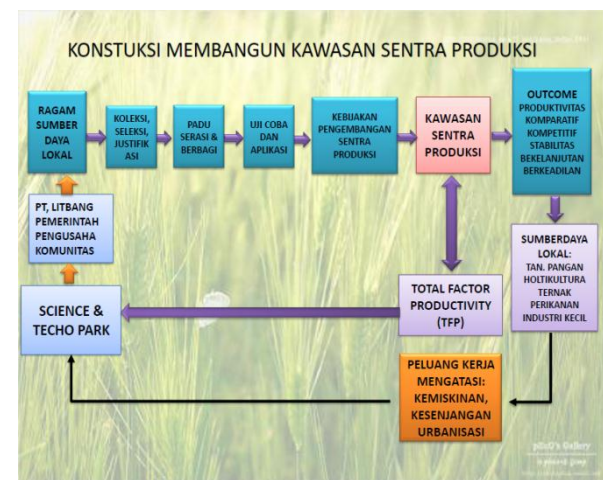 KONSTUKSI MEMBANGUN KAWASAN SENTRA PRODUKSI
RAGAM
SUMBER
DAYA
LOKAL
KOLEKSI,
SELEKSI,
JUSTIFIK
ASI
PADU
SERASI &
BERBAGI
UJI COBA
DAN
APLIKASI
KEBIJAKAN
PENGEMBANGAN
SENTRA
PRODUKSI
KAWASAN
SENTRA
PRODUKSI
OUTCOME
PRODUKTIVITAS
KOMPARATIF
KOMPETITIF
STABILITAS
BEKELANJUTAN
BERKEADILAN
PT, LITBANG
PEMERINTAH
PENGUSAHA
KOMUNITAS
SUMBERDAYA
LOKAL:
TAN. PANGAN
HOLTIKULTURA
TERNAK
PERIKANAN
INDUSTRI KECIL
SCIENCE &
TECHO PARK
TOTAL FACTOR
PRODUCTIVITY
(TFP)
PELUANG KERJA
MENGATASI:
KEMISKINAN,
KESENJANGAN
URBANISASI